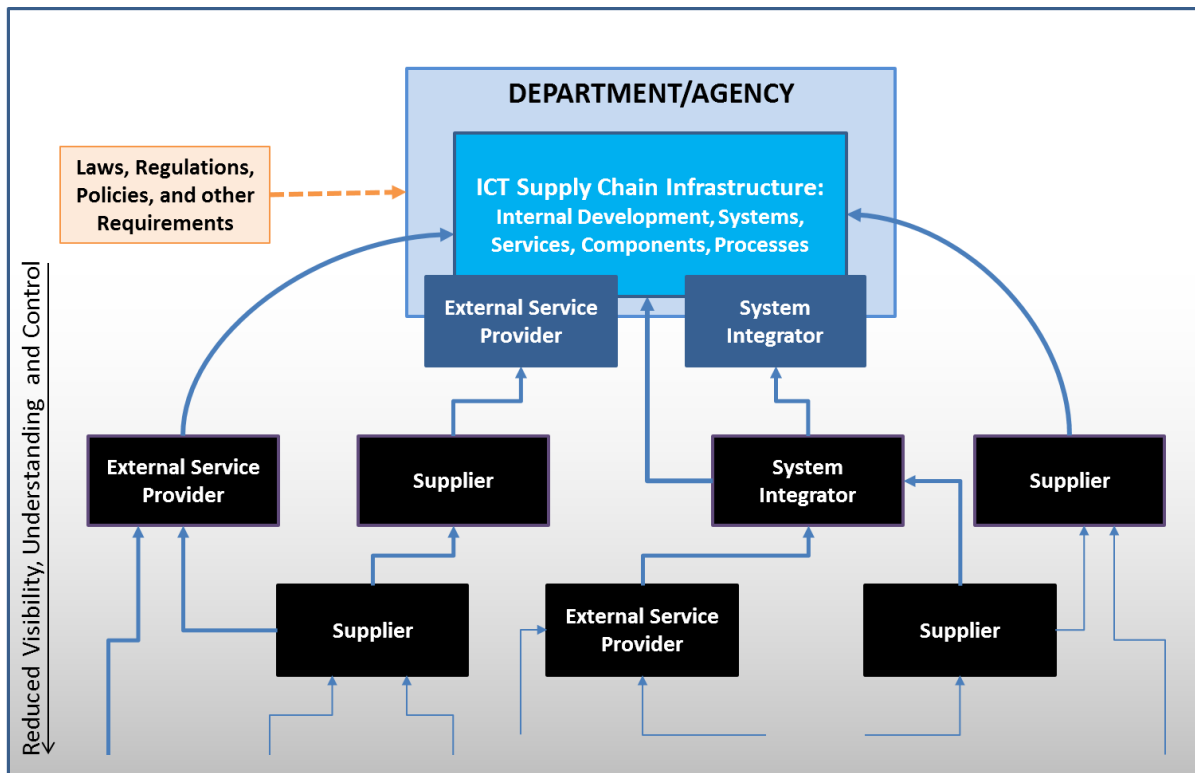 DEPARTMENT/AGENCY
Laws, Regulations,
Policies, and other
Requirements
ICT Supply Chain Infrastructure:
Internal Development, Systems,
Services, Components, Processes
External Service
Provider
System
Integrator
Reduced Visibility, Understanding and Control
External Service
Provider
Supplier
System
Integrator
Supplier
Supplier
External Service
Provider
Supplier